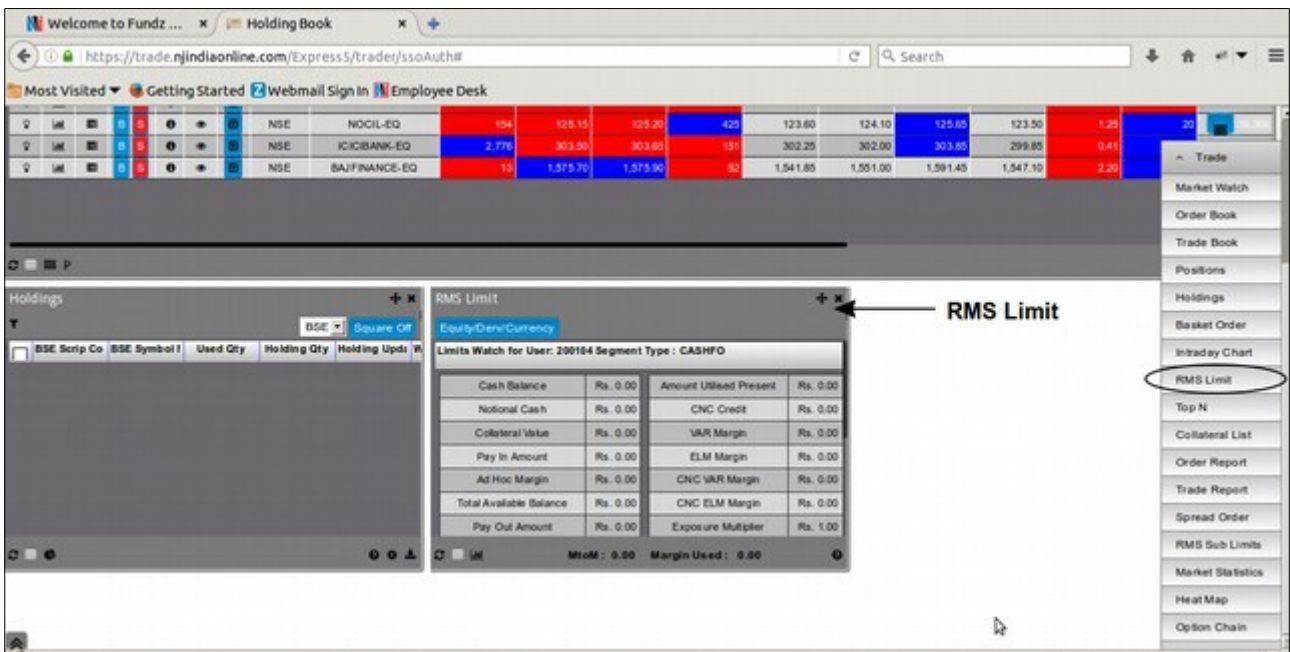 Welcome to Fundz ... × Holding Book ×
https://trade.njindiaonline.com/ExpressS/trader/ssoAuth# Search
Most Visited Getting Started Webmail Sign In Employee Desk
B S NSE NOCIL-EQ 154 125.15 125.20 425 123.60 124.10 125.65 123.50 1.25 20
B S NSE ICICIBANK-EQ 2,776 303.50 303.65 151 302.25 302.00 303.85 299.85 0.41
B S NSE BAJFINANCE-EQ 13 1,575.70 1,575.90 52 1,541.85 1,551.00 1,591.45 1,547.10 2.20
Trade
Market Watch
Order Book
Trade Book
Positions
Holdings
Basket Order
Intraday Chart
RMS Limit
Top N
Collateral List
Order Report
Trade Report
Spread Order
RMS Sub Limits
Market Statistics
Heat Map
Option Chain
Holdings
BSE Square Off
BSE Scrip Co BSE Symbol Used Qty Holding Qty Holding Upd
RMS Limit
RMS Limit
Equity/Derv/Currency
Limits Watch for User: 200104 Segment Type : CASHFO
Cash Balance Rs. 0.00 Amount Utilised Present Rs. 0.00
Notional Cash Rs. 0.00 CNC Credit Rs. 0.00
Collateral Value Rs. 0.00 VAR Margin Rs. 0.00
Pay In Amount Rs. 0.00 ELM Margin Rs. 0.00
Ad Hoc Margin Rs. 0.00 CNC VAR Margin Rs. 0.00
Total Available Balance Rs. 0.00 CNC ELM Margin Rs. 0.00
Pay Out Amount Rs. 0.00 Exposure Multiplier Rs. 1.00
MtoM : 0.00 Margin Used : 0.00